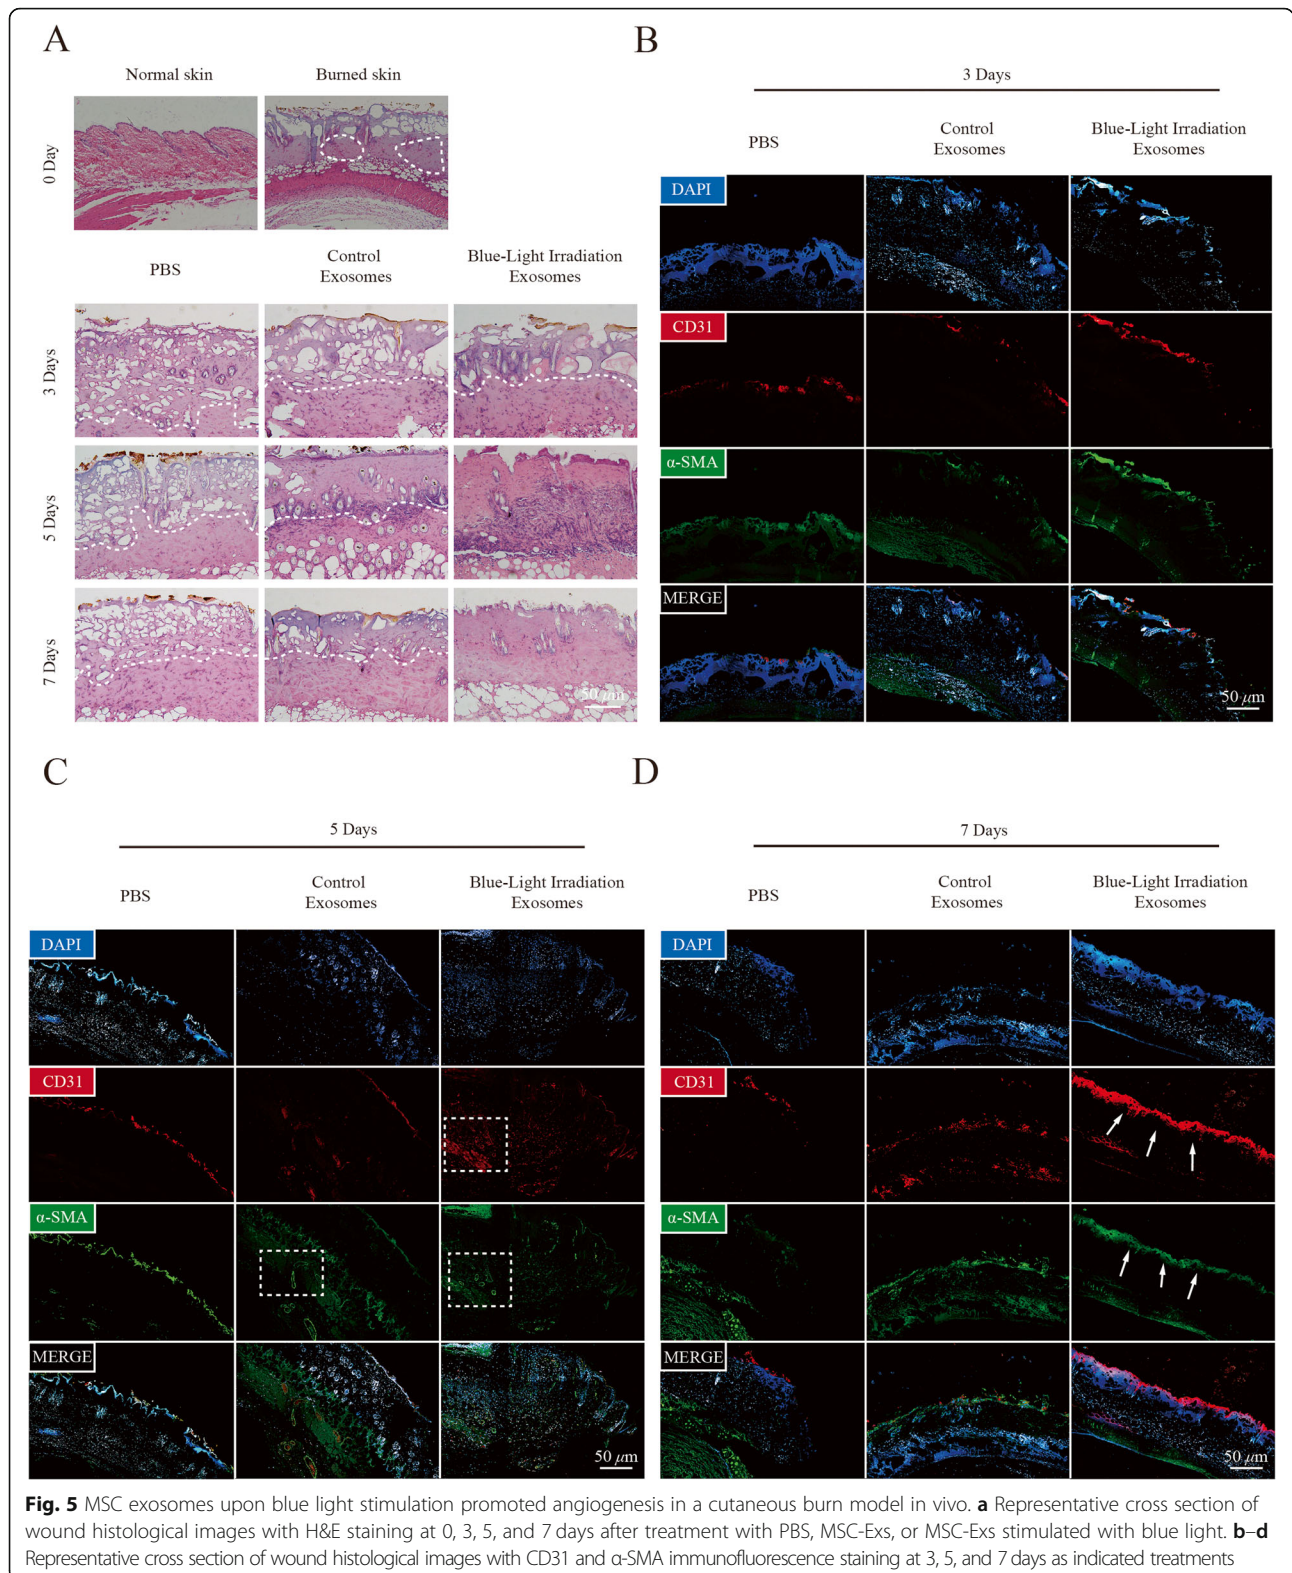 A
Normal skin
Burned skin
0 Day
PBS
Control
Exosomes
Blue-Light Irradiation
Exosomes
3 Days
5 Days
7 Days
50 μm
B
3 Days
PBS
Control
Exosomes
Blue-Light Irradiation
Exosomes
DAPI
CD31
α-SMA
MERGE
50 μm
C
5 Days
PBS
Control
Exosomes
Blue-Light Irradiation
Exosomes
DAPI
CD31
α-SMA
MERGE
50 μm
D
7 Days
PBS
Control
Exosomes
Blue-Light Irradiation
Exosomes
DAPI
CD31
α-SMA
MERGE
50 μm
Fig. 5 MSC exosomes upon blue light stimulation promoted angiogenesis in a cutaneous burn model in vivo. a Representative cross section of
wound histological images with H&E staining at 0, 3, 5, and 7 days after treatment with PBS, MSC-Exs, or MSC-Exs stimulated with blue light. b–d
Representative cross section of wound histological images with CD31 and α-SMA immunofluorescence staining at 3, 5, and 7 days as indicated treatments